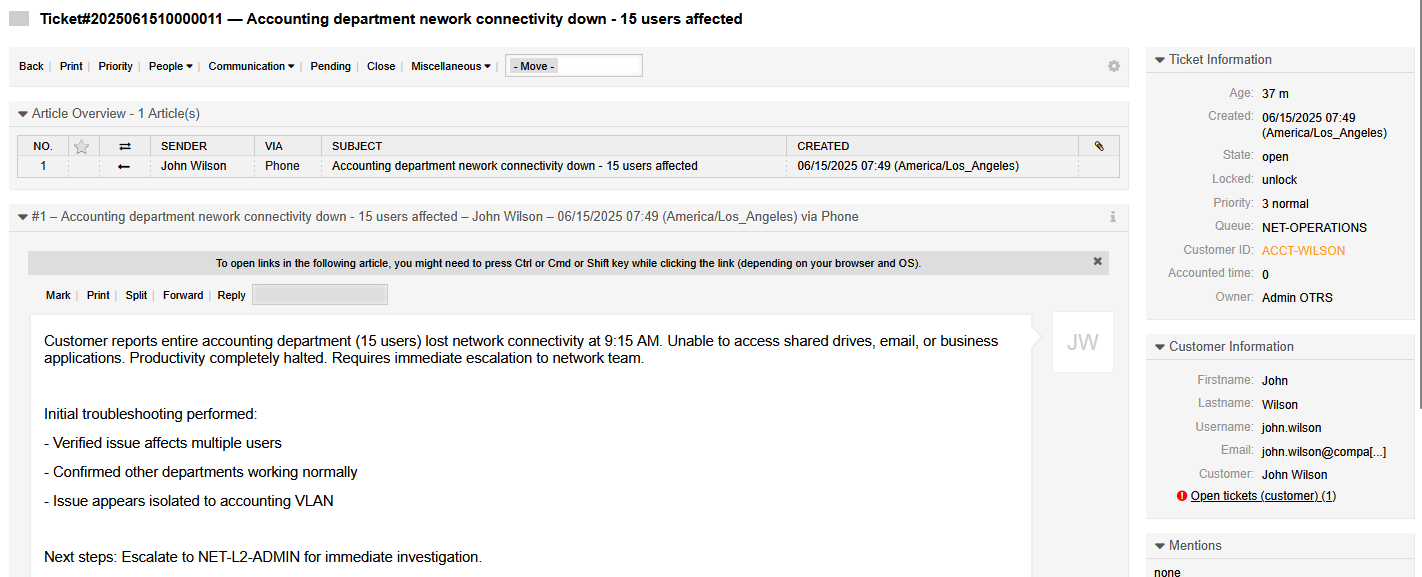 Ticket#2025061510000011 — Accounting department nework connectivity down - 15 users affected
Back | Print | Priority | People | Communication | Pending | Close | Miscellaneous | - Move -
Article Overview - 1 Article(s)
NO. SENDER VIA SUBJECT CREATED
1 John Wilson Phone Accounting department nework connectivity down - 15 users affected 06/15/2025 07:49 (America/Los_Angeles)
#1 – Accounting department nework connectivity down - 15 users affected – John Wilson – 06/15/2025 07:49 (America/Los_Angeles) via Phone
To open links in the following article, you might need to press Ctrl or Cmd or Shift key while clicking the link (depending on your browser and OS).
Mark | Print | Split | Forward | Reply
Customer reports entire accounting department (15 users) lost network connectivity at 9:15 AM. Unable to access shared drives, email, or business
applications. Productivity completely halted. Requires immediate escalation to network team.
Initial troubleshooting performed:
- Verified issue affects multiple users
- Confirmed other departments working normally
- Issue appears isolated to accounting VLAN
Next steps: Escalate to NET-L2-ADMIN for immediate investigation.
JW
Ticket Information
Age: 37 m
Created: 06/15/2025 07:49
(America/Los_Angeles)
State: open
Locked: unlock
Priority: 3 normal
Queue: NET-OPERATIONS
Customer ID: ACCT-WILSON
Accounted time: 0
Owner: Admin OTRS
Customer Information
Firstname: John
Lastname: Wilson
Username: john.wilson
Email: john.wilson@compa[...]
Customer: John Wilson
Open tickets (customer) (1)
Mentions
none